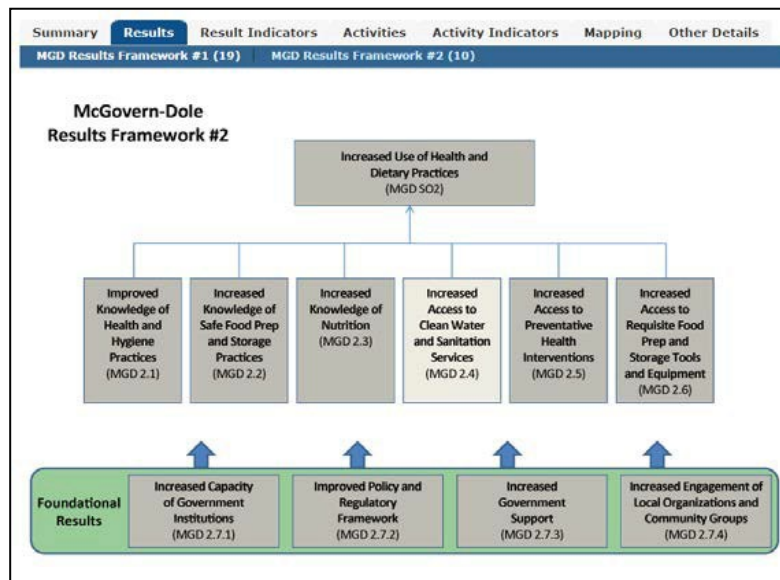 Summary Results Result Indicators Activities Activity Indicators Mapping Other Details
MGD Results Framework #1 (19) MGD Results Framework #2 (10)
McGovern-Dole
Results Framework #2
Increased Use of Health and
Dietary Practices
(MGD SO2)
Improved
Knowledge of
Health and
Hygiene
Practices
(MGD 2.1)
Increased
Knowledge of
Safe Food Prep
and Storage
Practices
(MGD 2.2)
Increased
Knowledge of
Nutrition
(MGD 2.3)
Increased
Access to
Clean Water
and Sanitation
Services
(MGD 2.4)
Increased
Access to
Preventative
Health
Interventions
(MGD 2.5)
Increased
Access to
Requisite Food
Prep and
Storage Tools
and Equipment
(MGD 2.6)
Foundational
Results
Increased Capacity
of Government
Institutions
(MGD 2.7.1)
Improved Policy and
Regulatory
Framework
(MGD 2.7.2)
Increased
Government
Support
(MGD 2.7.3)
Increased Engagement of
Local Organizations and
Community Groups
(MGD 2.7.4)